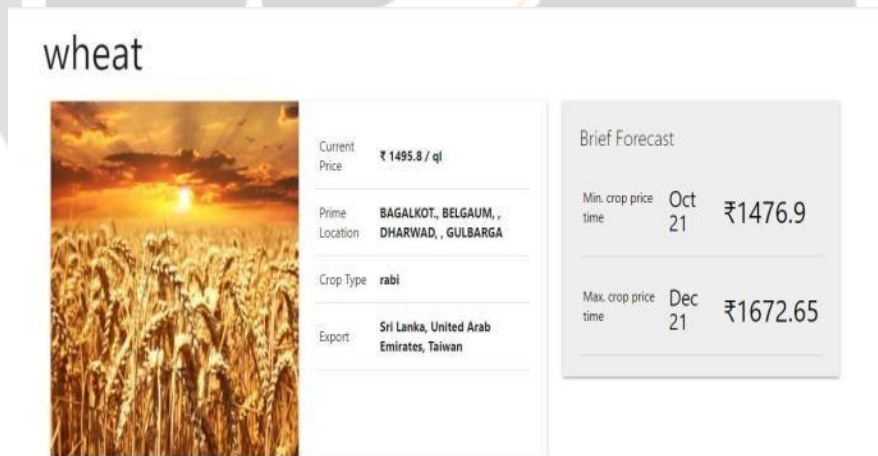 wheat
Current
Price
₹ 1495.8 / ql
Prime
Location
BAGALKOT., BELGAUM, ,
DHARWAD, , GULBARGA
Crop Type
rabi
Export
Sri Lanka, United Arab
Emirates, Taiwan
Brief Forecast
Min. crop price
time
Oct
21
₹1476.9
Max. crop price
time
Dec
21
₹1672.65